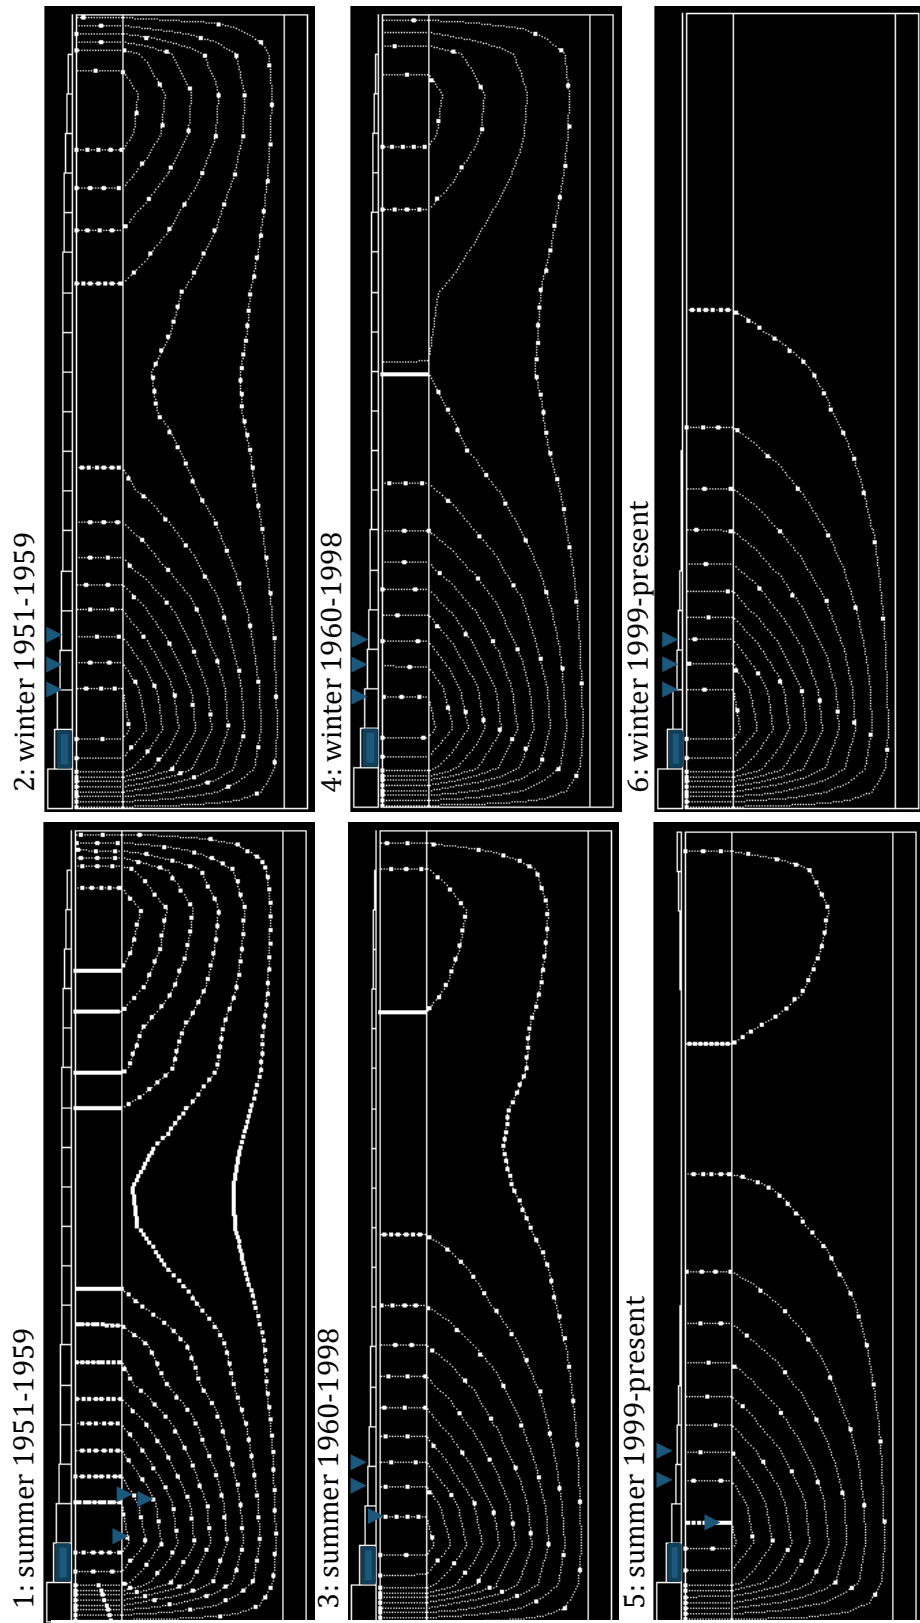 1: summer 1951-1959
2: winter 1951-1959
3: summer 1960-1998
4: winter 1960-1998
5: summer 1999-present
6: winter 1999-present